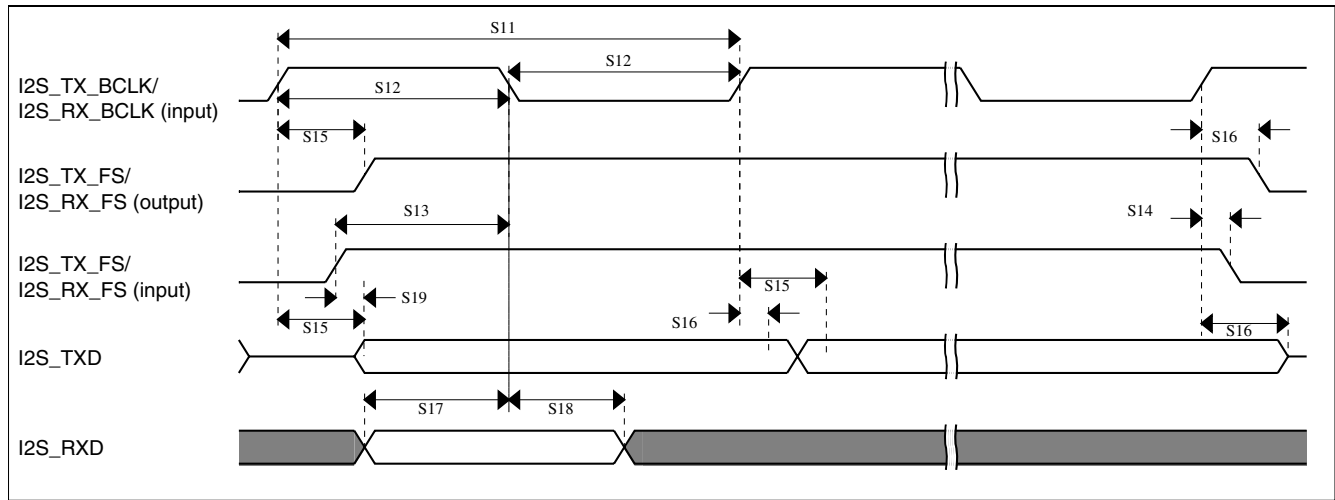 S11
S12
I2S_TX_BCLK/
I2S_RX_BCLK (input)
S12
S15
S16
I2S_TX_FS/
I2S_RX_FS (output)
S13
S14
I2S_TX_FS/
I2S_RX_FS (input)
S15
S19
S15
S16
S16
I2S_TXD
S17
S18
I2S_RXD